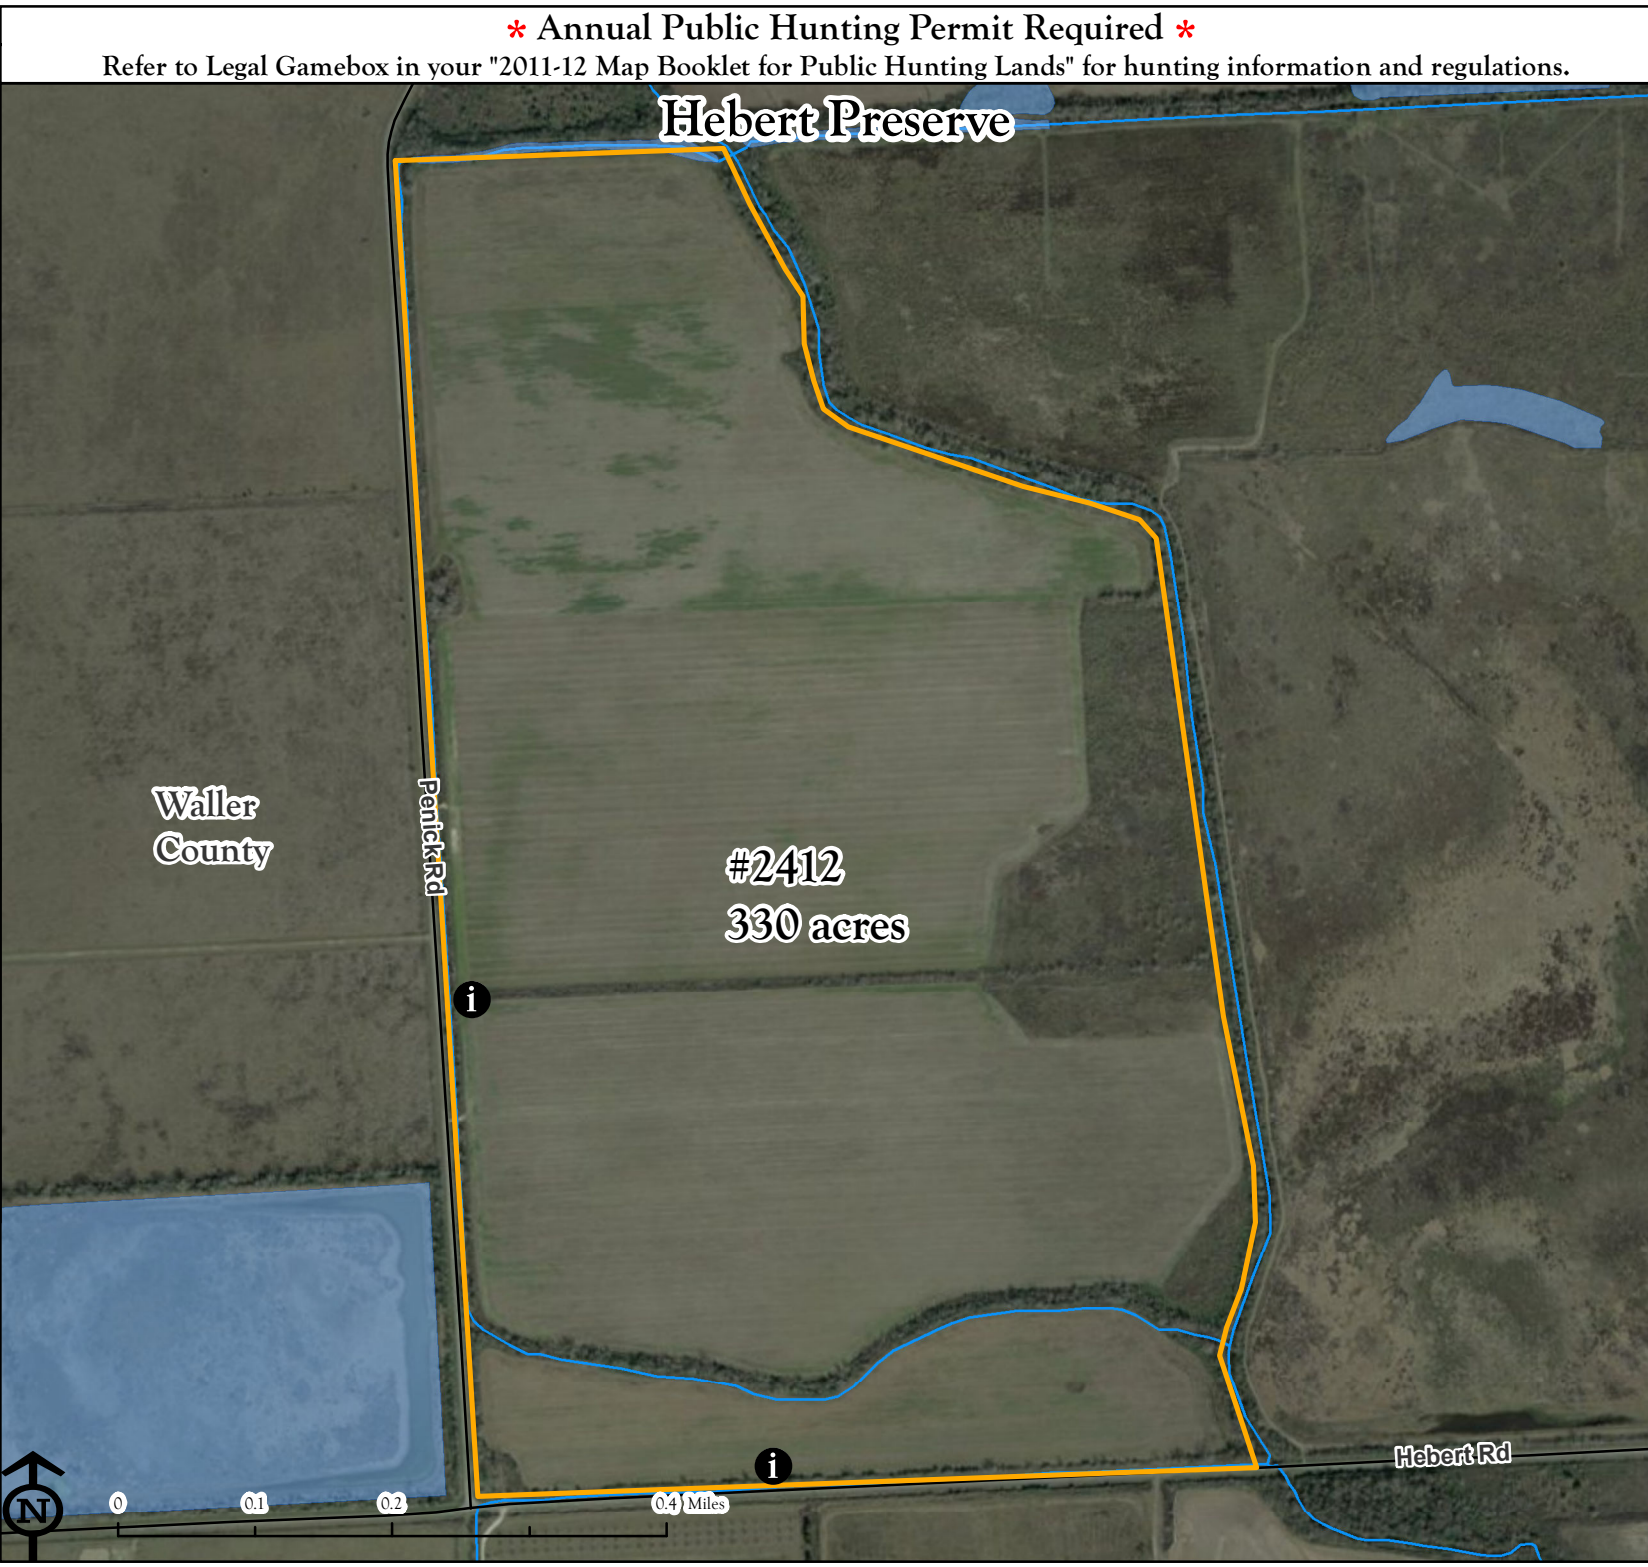 * Annual Public Hunting Permit Required *
Refer to Legal Gamebox in your "2011-12 Map Booklet for Public Hunting Lands" for hunting information and regulations.
Hebert Preserve
Waller
County
Penick Rd
#2412
330 acres
i
i
Hebert Rd
N
0 0.1 0.2 0.4 Miles